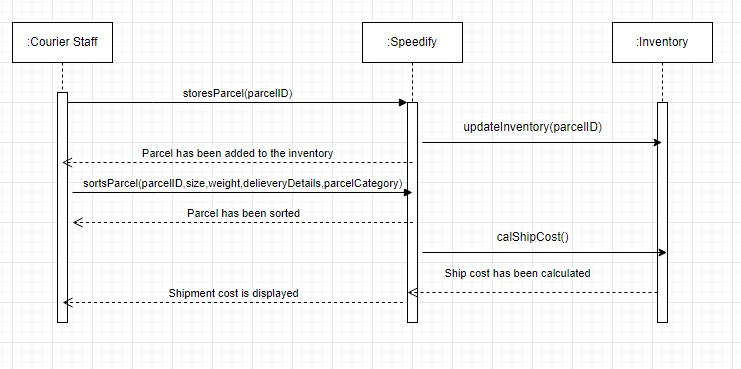 :Courier Staff
:Speedify
:Inventory
storesParcel(parcelID)
updateInventory(parcelID)
Parcel has been added to the inventory
sortsParcel(parcelID,size,weight,delieveryDetails,parcelCategory)
Parcel has been sorted
calShipCost()
Ship cost has been calculated
Shipment cost is displayed